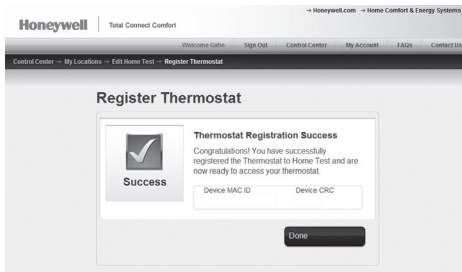 → Honeywell.com → Home Comfort & Energy Systems
Honeywell Total Connect Comfort
Welcome Gabe Sign Out Control Center My Account FAQs Contact Us
Control Center → My Locations → Edit Home Test → Register Thermostat
Register Thermostat
Success
Thermostat Registration Success
Congratulations! You have successfully
registered the Thermostat to Home Test and are
now ready to access your thermostat.
Device MAC ID Device CRC
Done